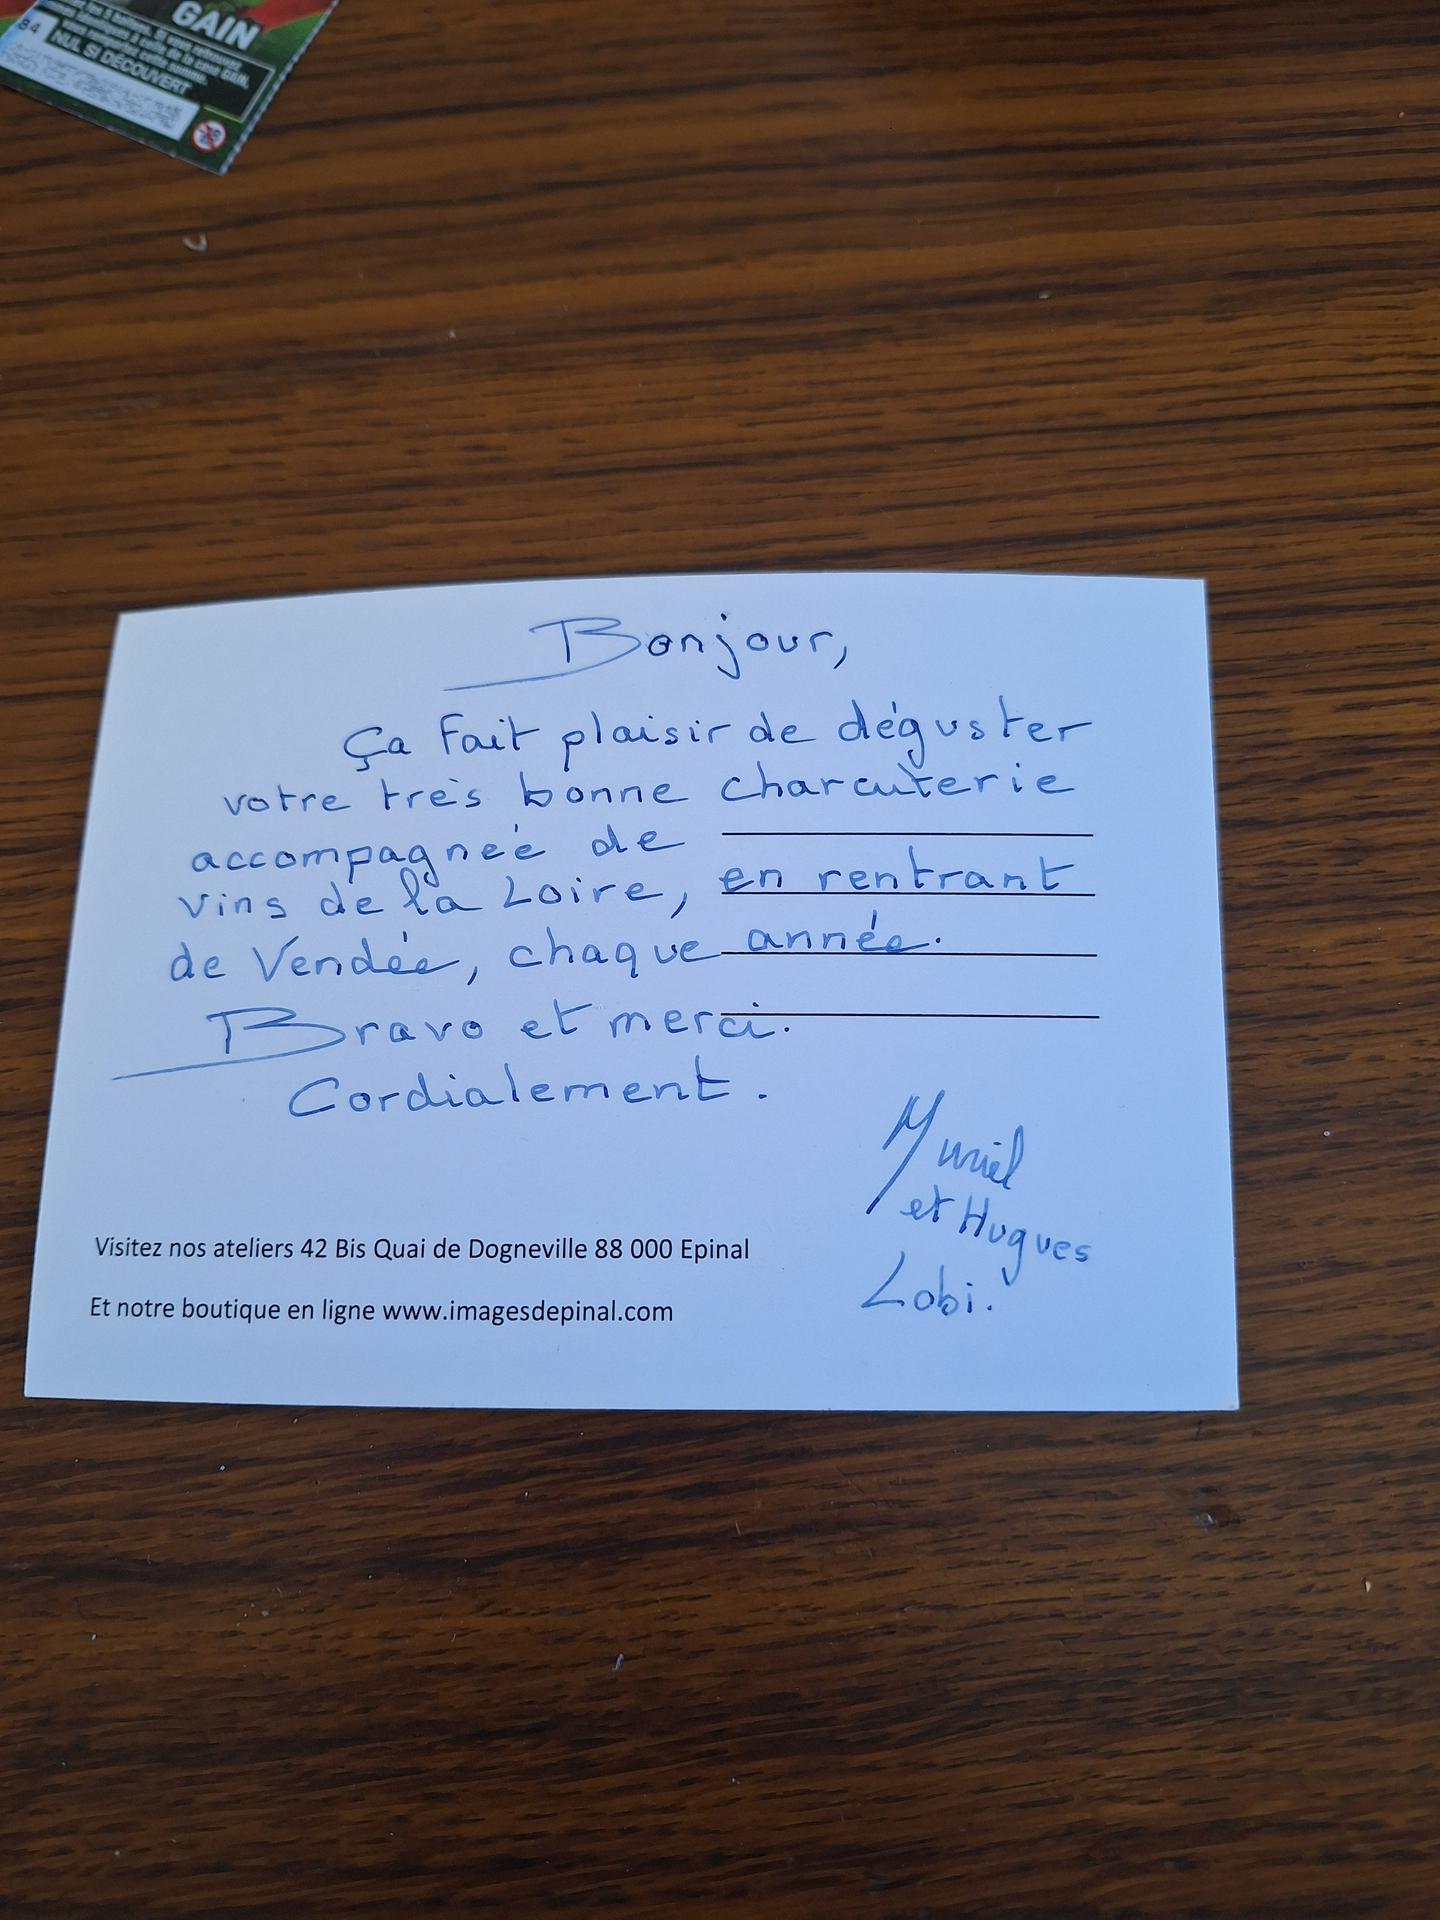 GAIN
NUL SI DÉCOUVERT
84
Bonjour,
Ça fait plaisir de déguster
votre très bonne charcuterie
accompagnéé de
vins de la Loire, en rentrant
de Vendée, chaque année.
Bravo et merci.
Cordialement.
Muriel
et Hugues
Lobi.
Visitez nos ateliers 42 Bis Quai de Dogneville 88 000 Epinal
Et notre boutique en ligne www.imagesdepinal.com